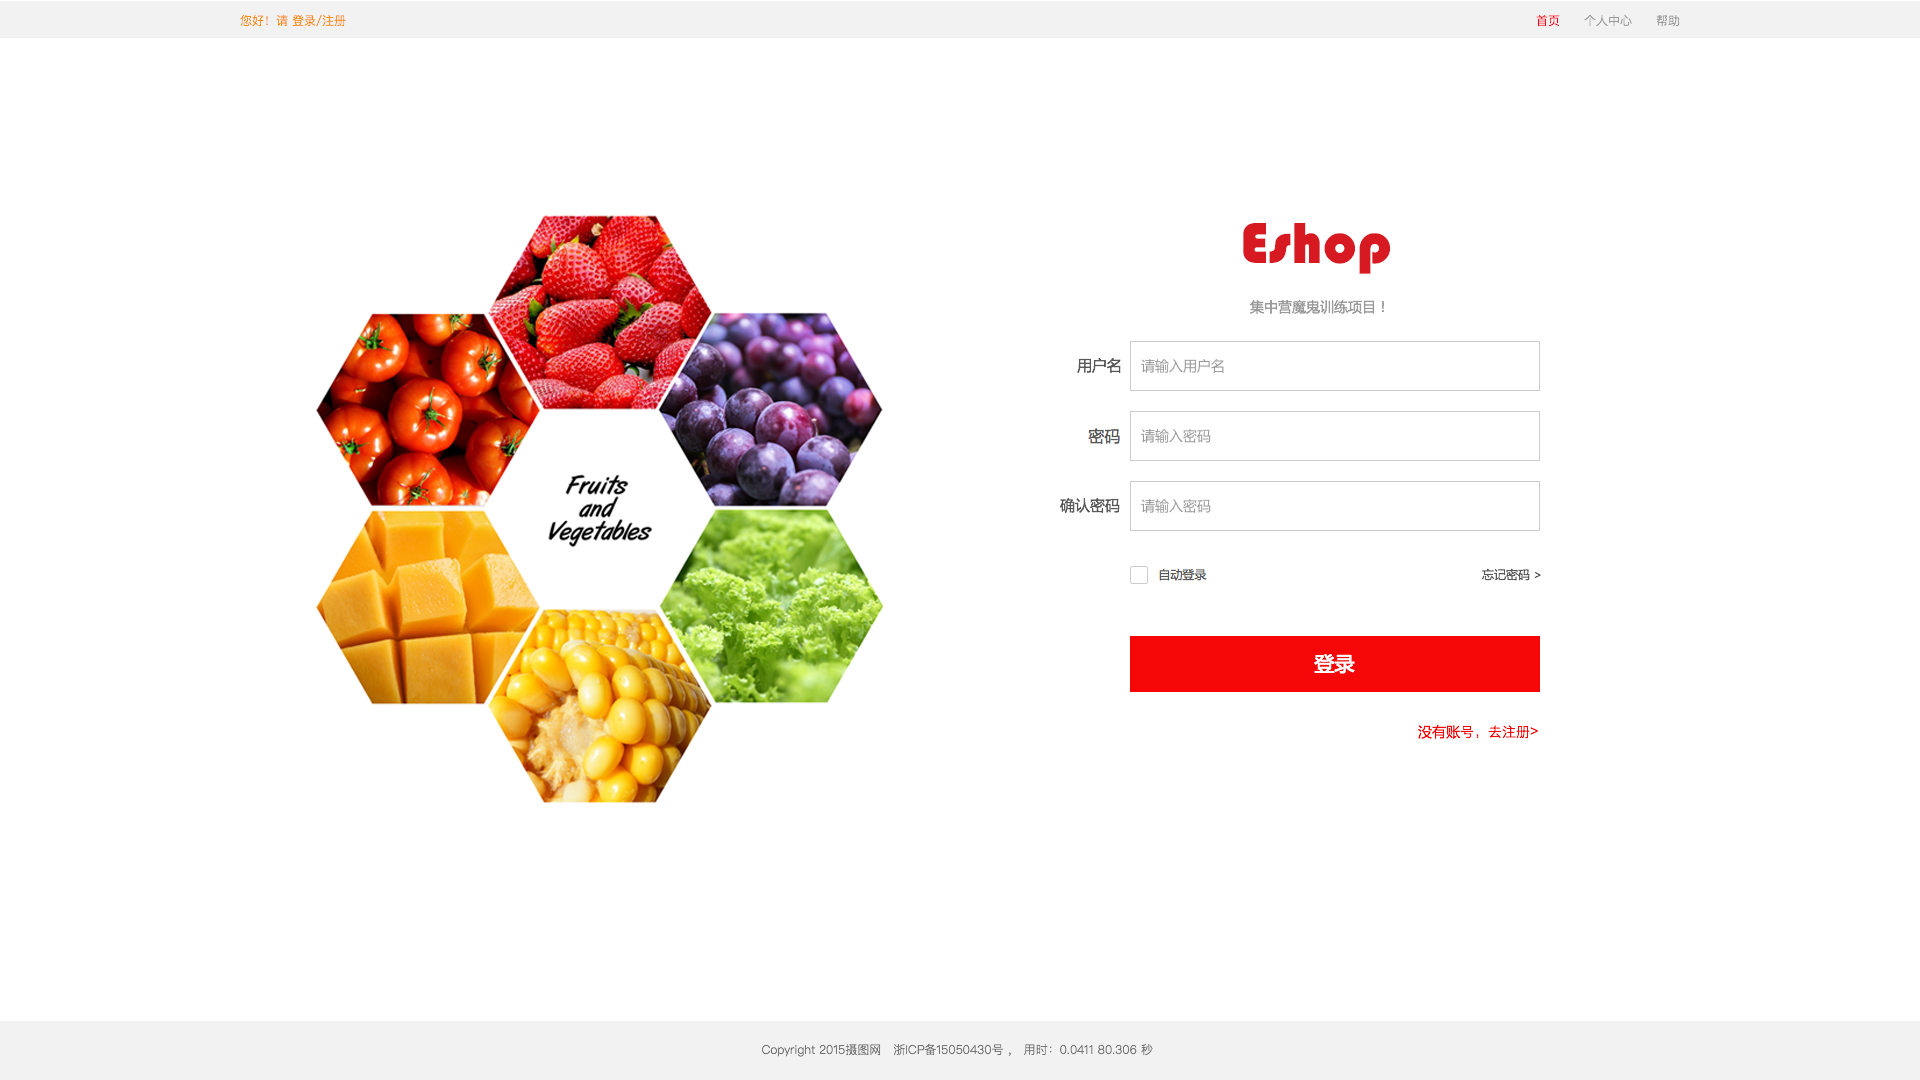 您好！请 登录/注册
首页 个人中心 帮助
Eshop
集中营魔鬼训练项目！
用户名 请输入用户名
密码 请输入密码
确认密码 请输入密码
自动登录 忘记密码 >
登录
没有账号，去注册>
Fruits
and
Vegetables
Copyright 2015摄图网 浙ICP备15050430号 ， 用时：0.0411 80.306 秒